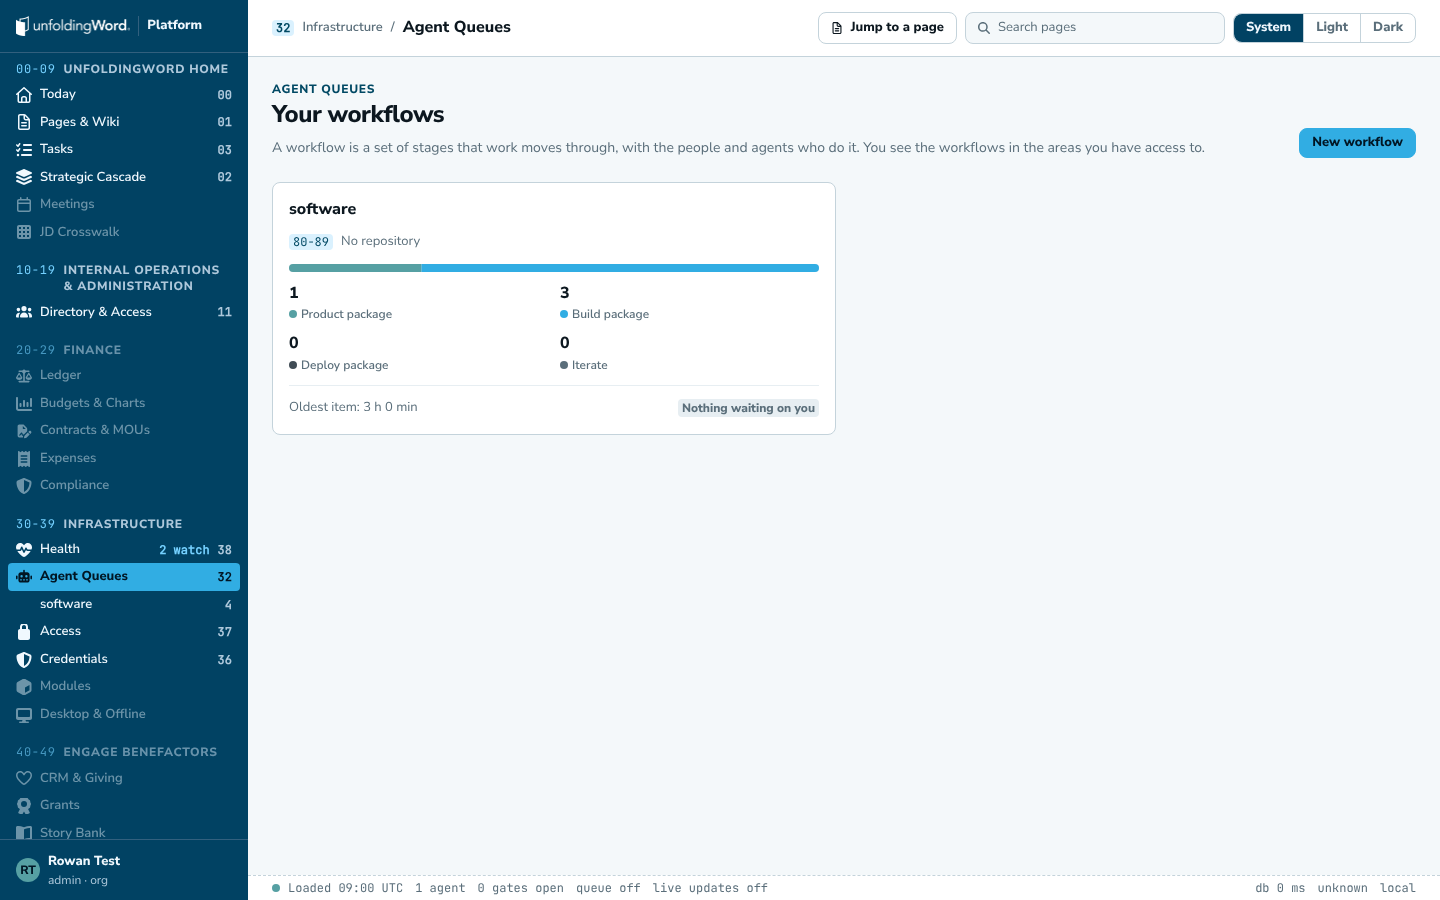 unfoldingWord. Platform
00-09 UNFOLDINGWORD HOME
Today 00
Pages & Wiki 01
Tasks 03
Strategic Cascade 02
Meetings
JD Crosswalk
10-19 INTERNAL OPERATIONS
& ADMINISTRATION
Directory & Access 11
20-29 FINANCE
Ledger
Budgets & Charts
Contracts & MOUs
Expenses
Compliance
30-39 INFRASTRUCTURE
Health 2 watch 38
Agent Queues 32
software 4
Access 37
Credentials 36
Modules
Desktop & Offline
40-49 ENGAGE BENEFACTORS
CRM & Giving
Grants
Story Bank
RT Rowan Test
admin · org
32 Infrastructure / Agent Queues
Jump to a page
Search pages
System Light Dark
AGENT QUEUES
Your workflows
A workflow is a set of stages that work moves through, with the people and agents who do it. You see the workflows in the areas you have access to.
New workflow
software
80-89 No repository
1 3
Product package Build package
0 0
Deploy package Iterate
Oldest item: 3 h 0 min Nothing waiting on you
Loaded 09:00 UTC 1 agent 0 gates open queue off live updates off db 0 ms unknown local